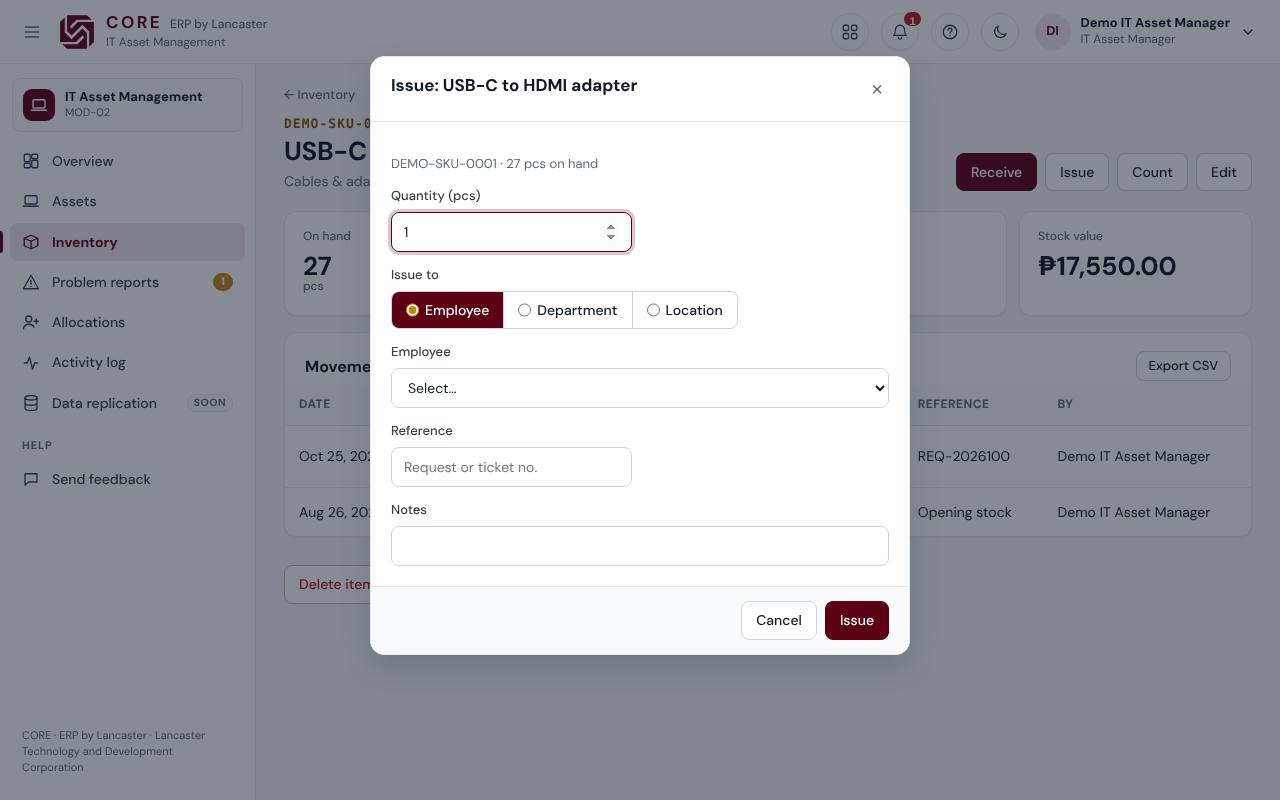 CORE ERP by Lancaster
IT Asset Management
1
DI
Demo IT Asset Manager
IT Asset Manager
IT Asset Management
MOD-02
Overview
Assets
Inventory
Problem reports 1
Allocations
Activity log
Data replication SOON
HELP
Send feedback
CORE · ERP by Lancaster · Lancaster
Technology and Development
Corporation
← Inventory
DEMO-SKU-0
USB-C
Cables & ada
Receive Issue Count Edit
On hand
27
pcs
Stock value
₱17,550.00
Moveme
Export CSV
DATE REFERENCE BY
Oct 25, 202 REQ-2026100 Demo IT Asset Manager
Aug 26, 202 Opening stock Demo IT Asset Manager
Delete item
Issue: USB-C to HDMI adapter
×
DEMO-SKU-0001 · 27 pcs on hand
Quantity (pcs)
1
Issue to
Employee Department Location
Employee
Select…
Reference
Request or ticket no.
Notes
Cancel Issue